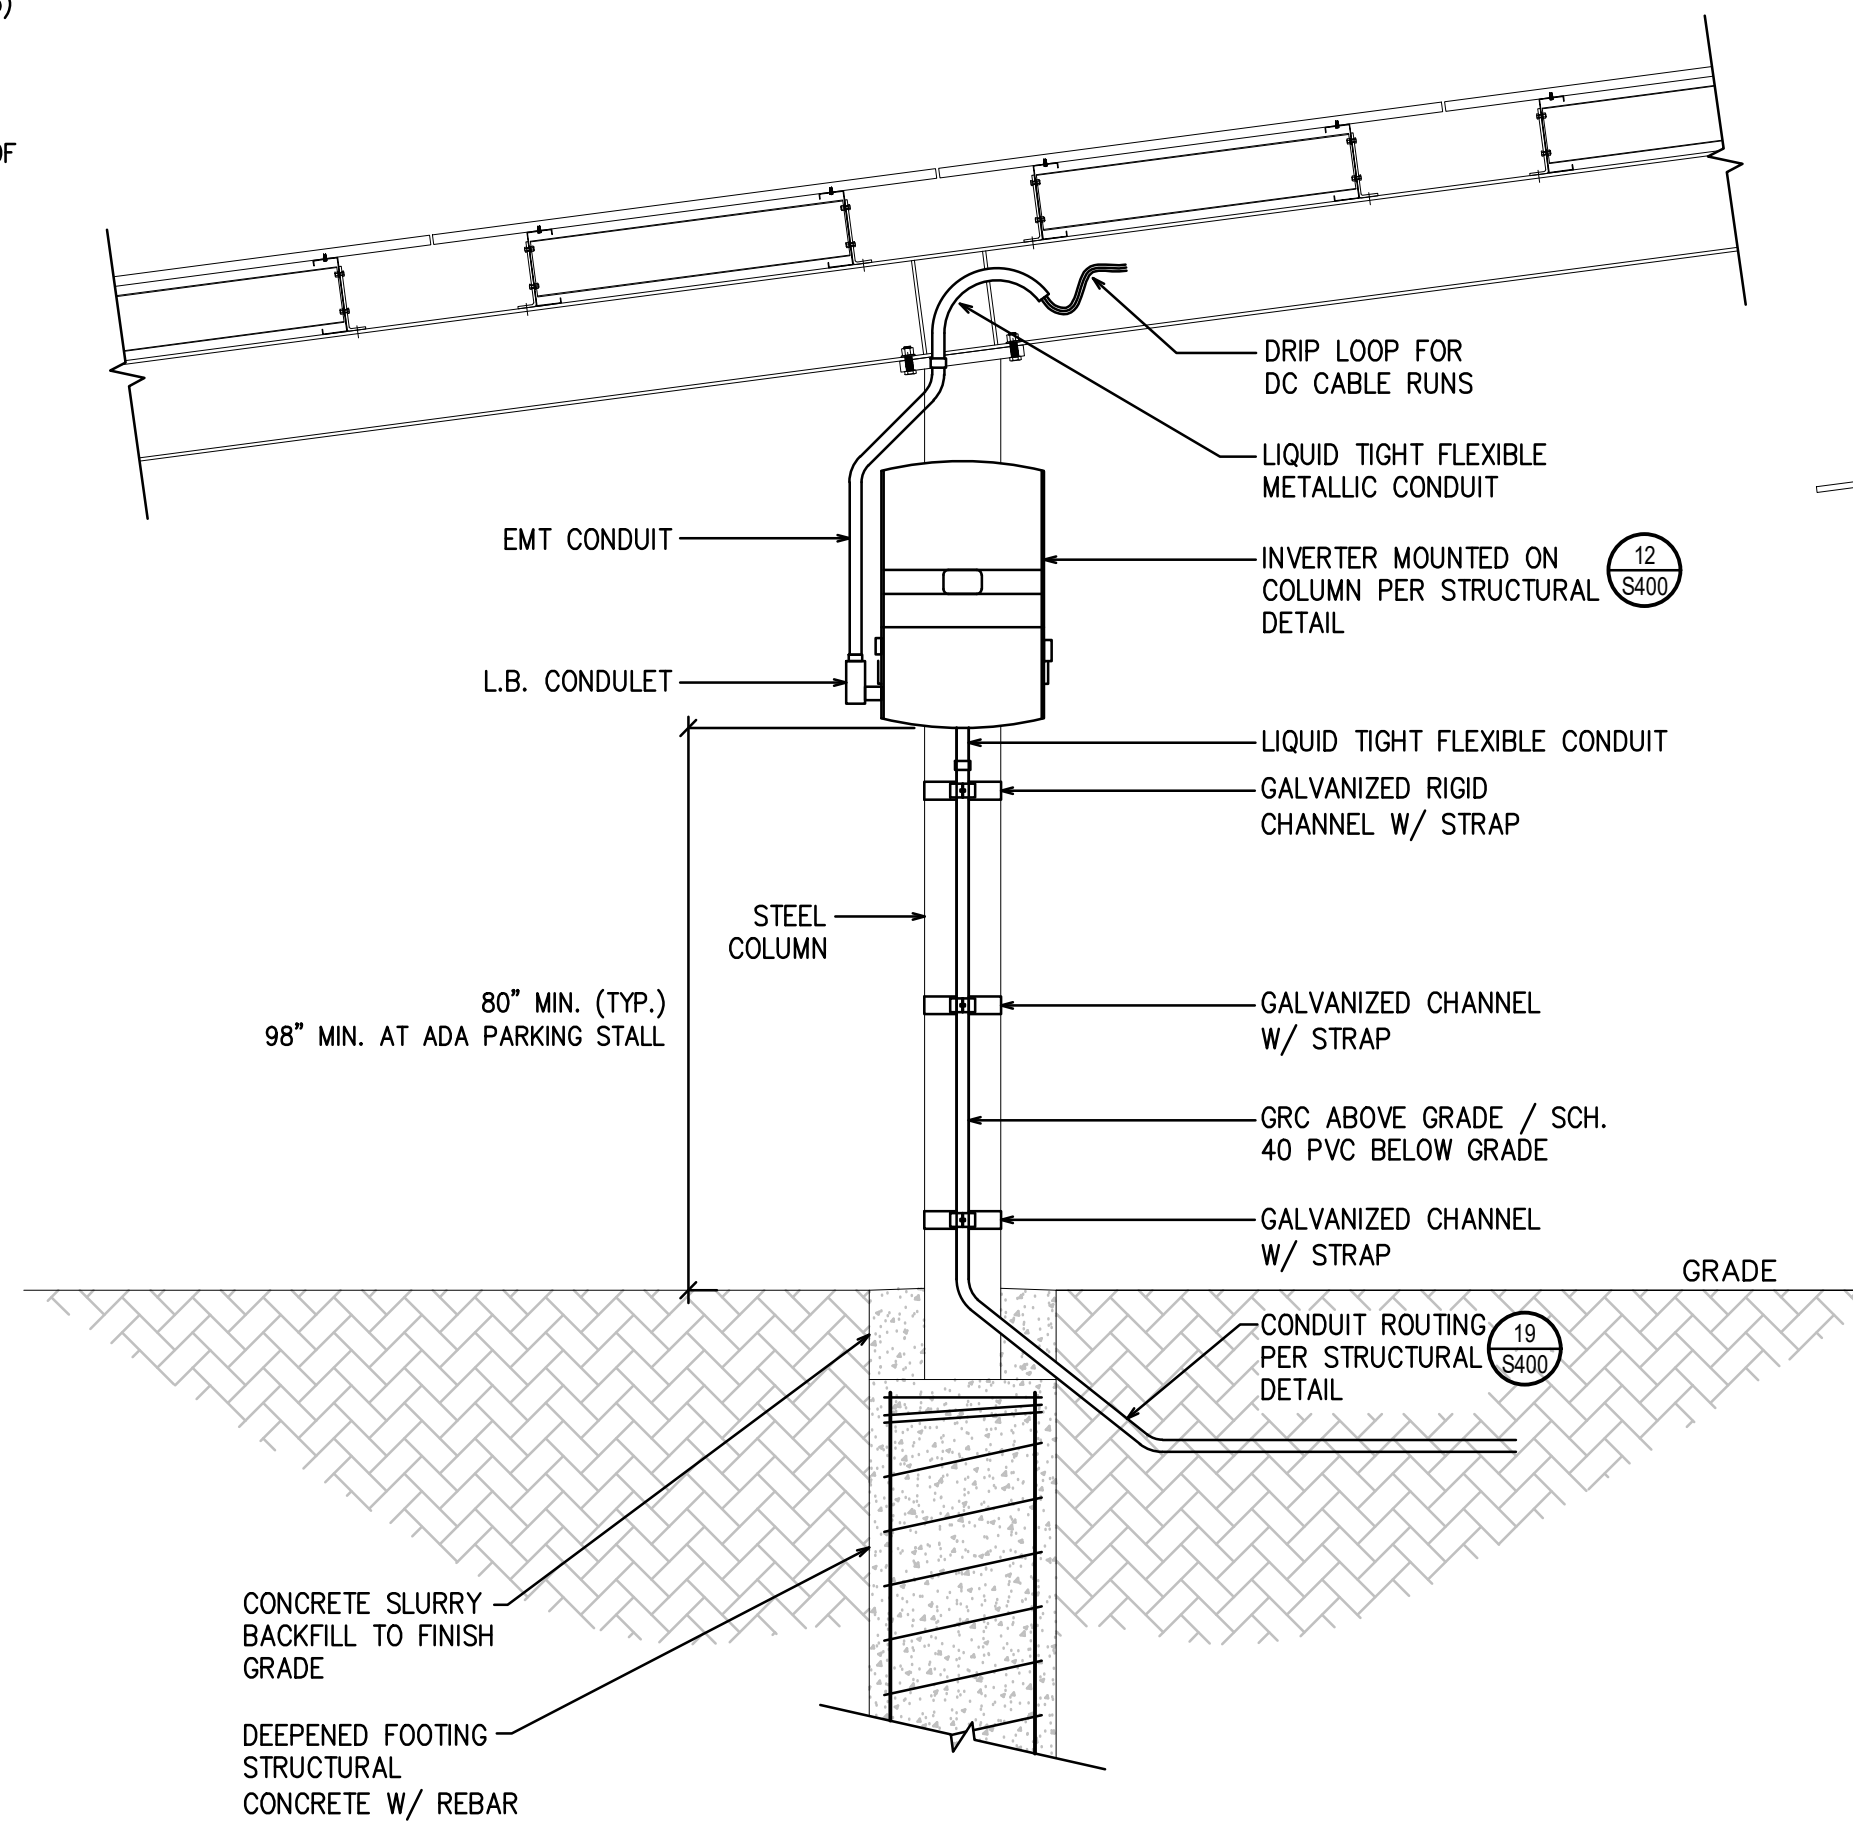 DRIP LOOP FOR
DC CABLE RUNS
LIQUID TIGHT FLEXIBLE
METALLIC CONDUIT
EMT CONDUIT
INVERTER MOUNTED ON
COLUMN PER STRUCTURAL
DETAIL
12
S400
L.B. CONDULET
LIQUID TIGHT FLEXIBLE CONDUIT
GALVANIZED RIGID
CHANNEL W/ STRAP
STEEL
COLUMN
80" MIN. (TYP.)
98" MIN. AT ADA PARKING STALL
GALVANIZED CHANNEL
W/ STRAP
GRC ABOVE GRADE / SCH.
40 PVC BELOW GRADE
GALVANIZED CHANNEL
W/ STRAP
GRADE
CONDUIT ROUTING
PER STRUCTURAL
DETAIL
19
S400
CONCRETE SLURRY
BACKFILL TO FINISH
GRADE
DEEPENED FOOTING
STRUCTURAL
CONCRETE W/ REBAR